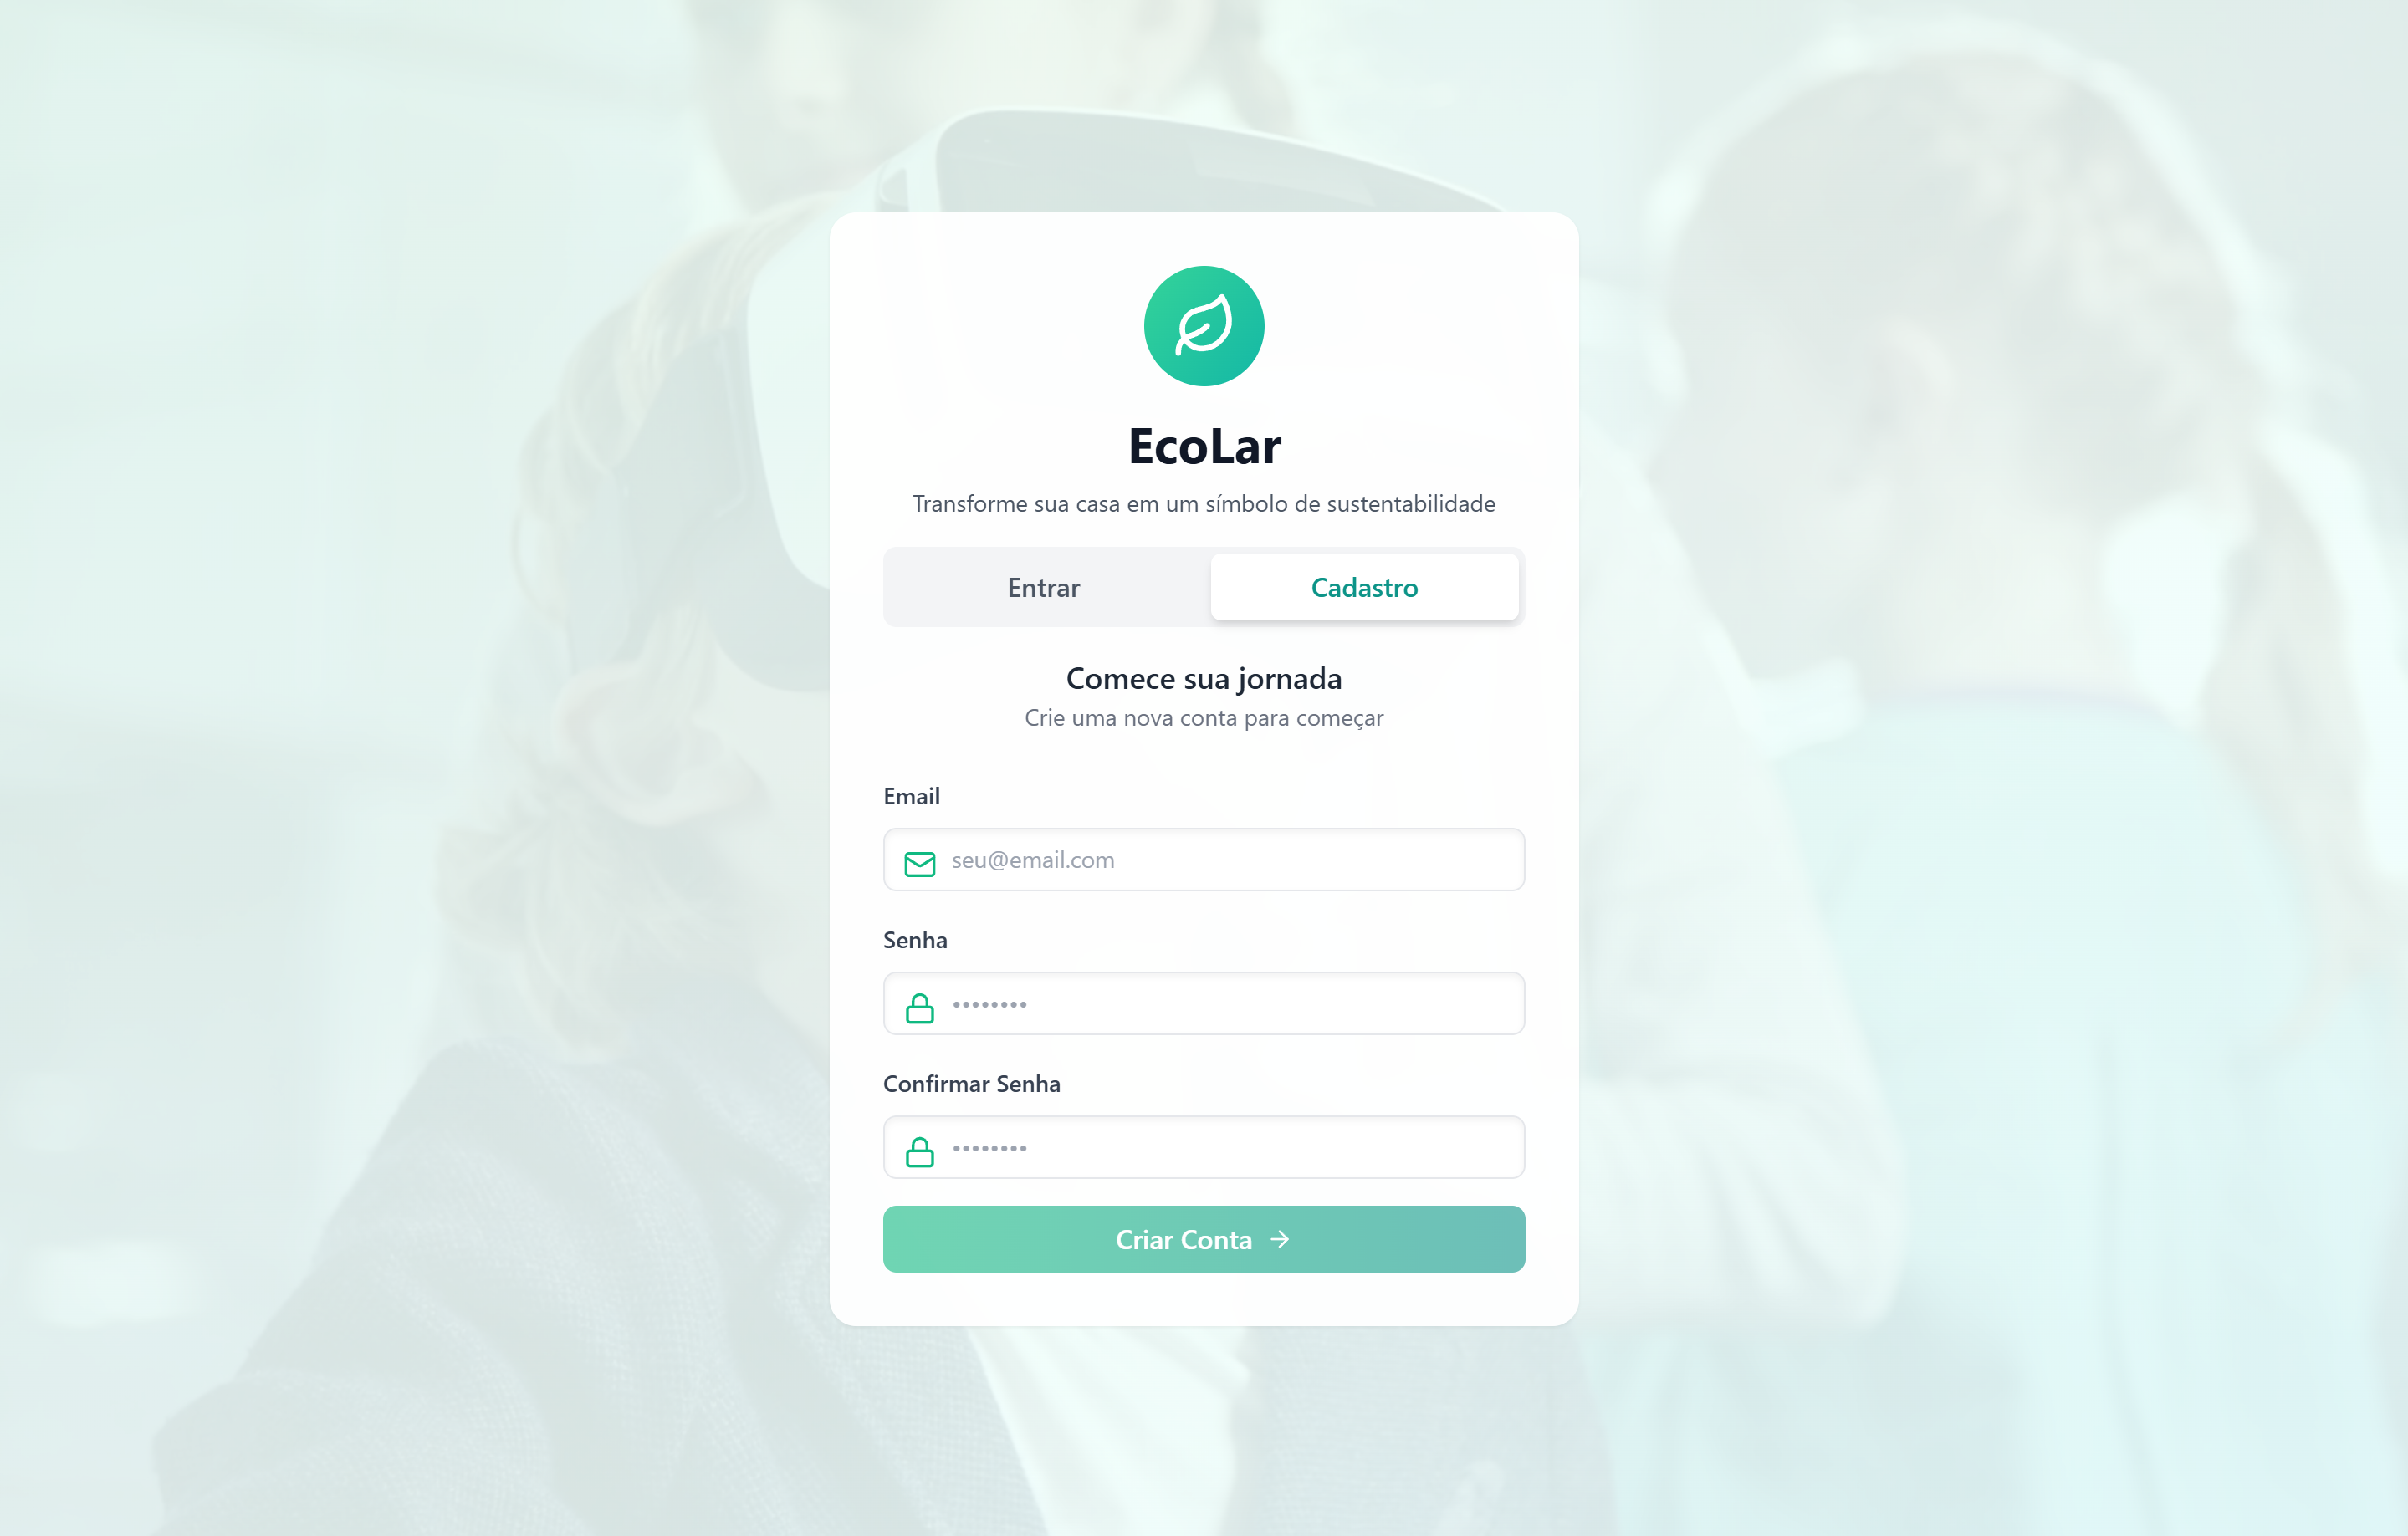 EcoLar
Transforme sua casa em um símbolo de sustentabilidade
Entrar
Cadastro
Comece sua jornada
Crie uma nova conta para começar
Email
seu@email.com
Senha
••••••••
Confirmar Senha
••••••••
Criar Conta →